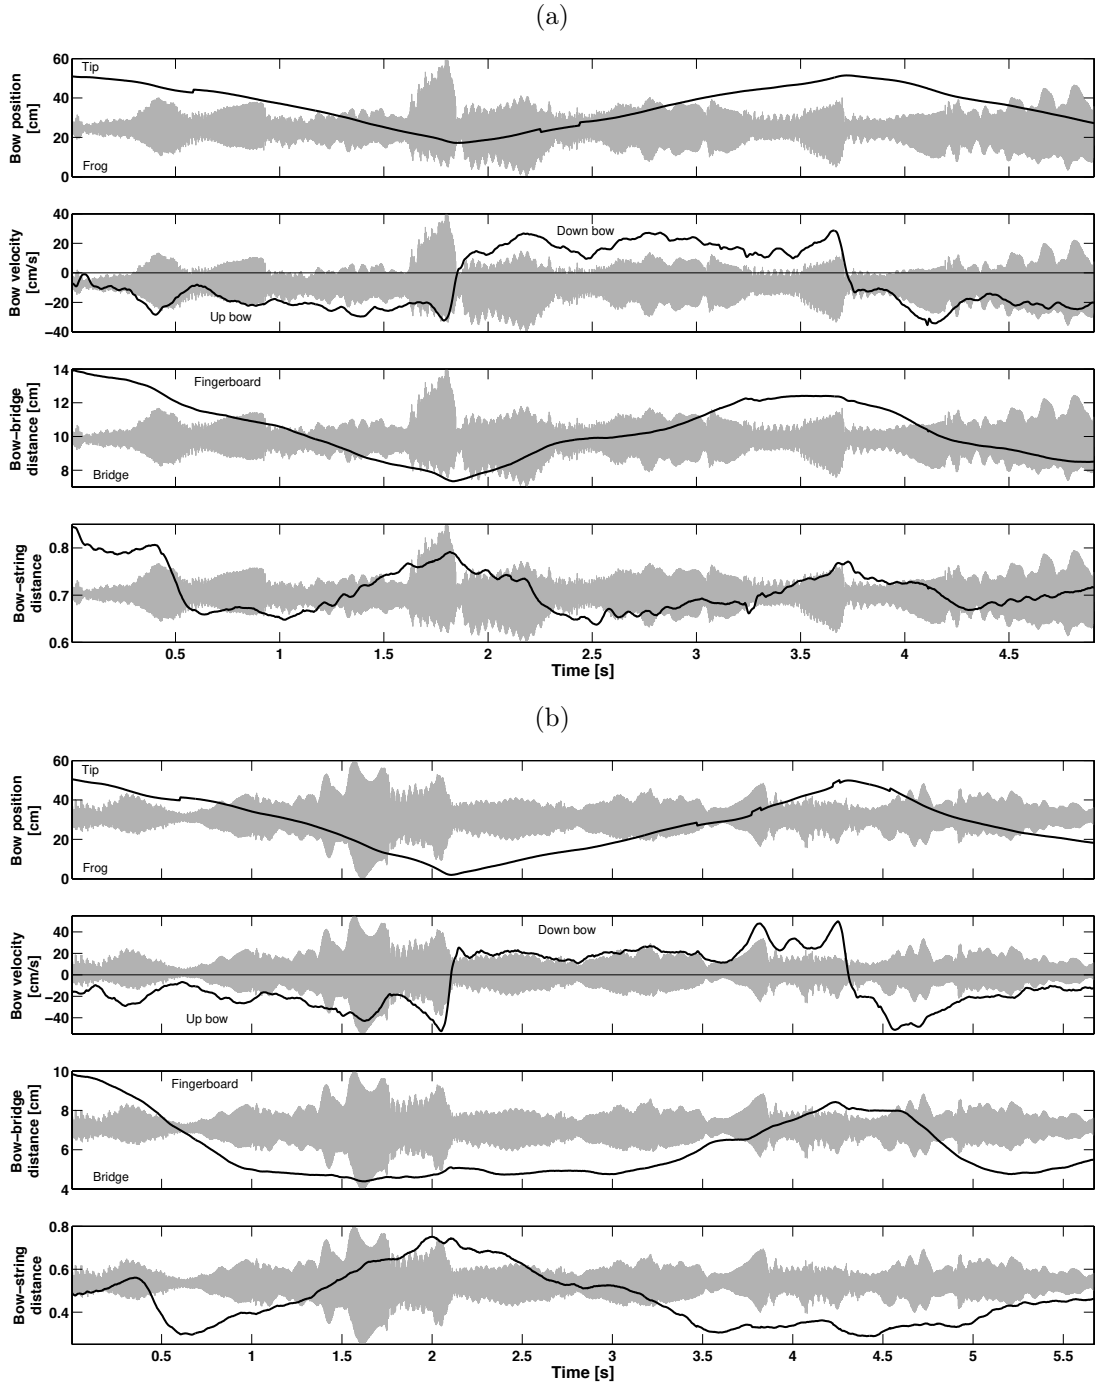 (a)
60
40
20
0
Bow position
[cm]
Tip
Frog
40
20
0
−20
−40
Bow velocity
[cm/s]
Down bow
Up bow
14
12
10
8
Bow−bridge
distance [cm]
Fingerboard
Bridge
0.8
0.7
0.6
Bow−string
distance
0.5 1 1.5 2 2.5 3 3.5 4 4.5
Time [s]
(b)
60
40
20
0
Bow position
[cm]
Tip
Frog
40
20
0
−20
−40
Bow velocity
[cm/s]
Down bow
Up bow
10
8
6
4
Bow−bridge
distance [cm]
Fingerboard
Bridge
0.8
0.6
0.4
Bow−string
distance
0.5 1 1.5 2 2.5 3 3.5 4 4.5 5 5.5
Time [s]